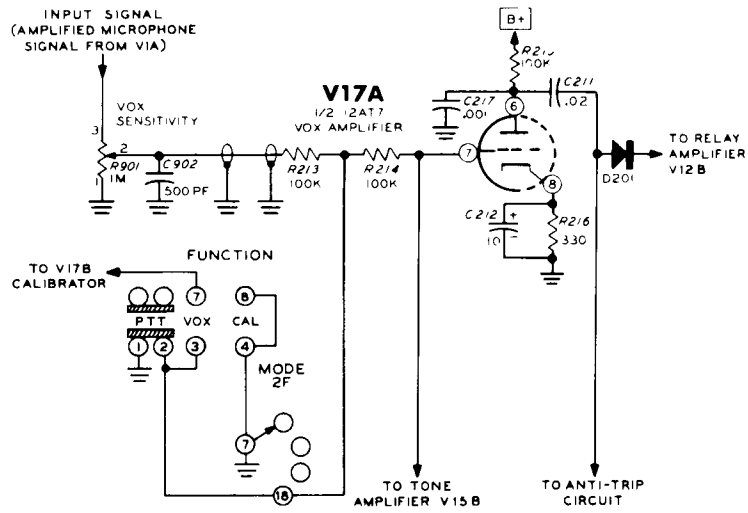 INPUT SIGNAL
(AMPLIFIED MICROPHONE
SIGNAL FROM V1A)
B+
100K
C211
.02
C217
.001
6
V17A
1/2 12AT7
VOX AMPLIFIER
VOX
SENSITIVITY
3
2
1
R901
1M
C902
500 PF
R213
100K
R214
100K
7
8
TO RELAY
AMPLIFIER
V12B
D201
C212
+
10
R216
330
FUNCTION
TO V17B
CALIBRATOR
7
8
PTT
VOX
CAL
1
2
3
4
MODE
2F
7
18
TO TONE
AMPLIFIER V15B
TO ANTI-TRIP
CIRCUIT